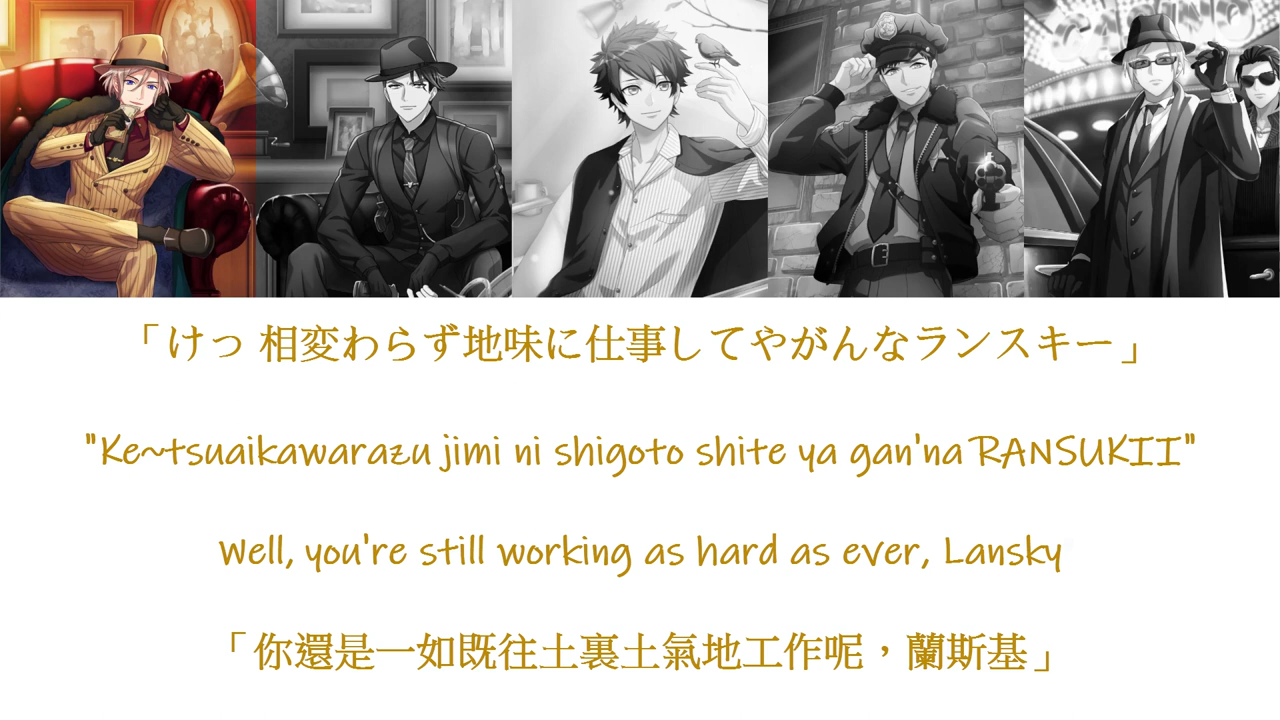 CASINO
「けっ 相変わらず地味に仕事してやがんなランスキー」
"Ke~tsuaikawarazu jimi ni shigoto shite ya gan'na RANSUKII"
Well, you're still working as hard as ever, Lansky
「你還是一如既往土裏土氣地工作呢，蘭斯基」